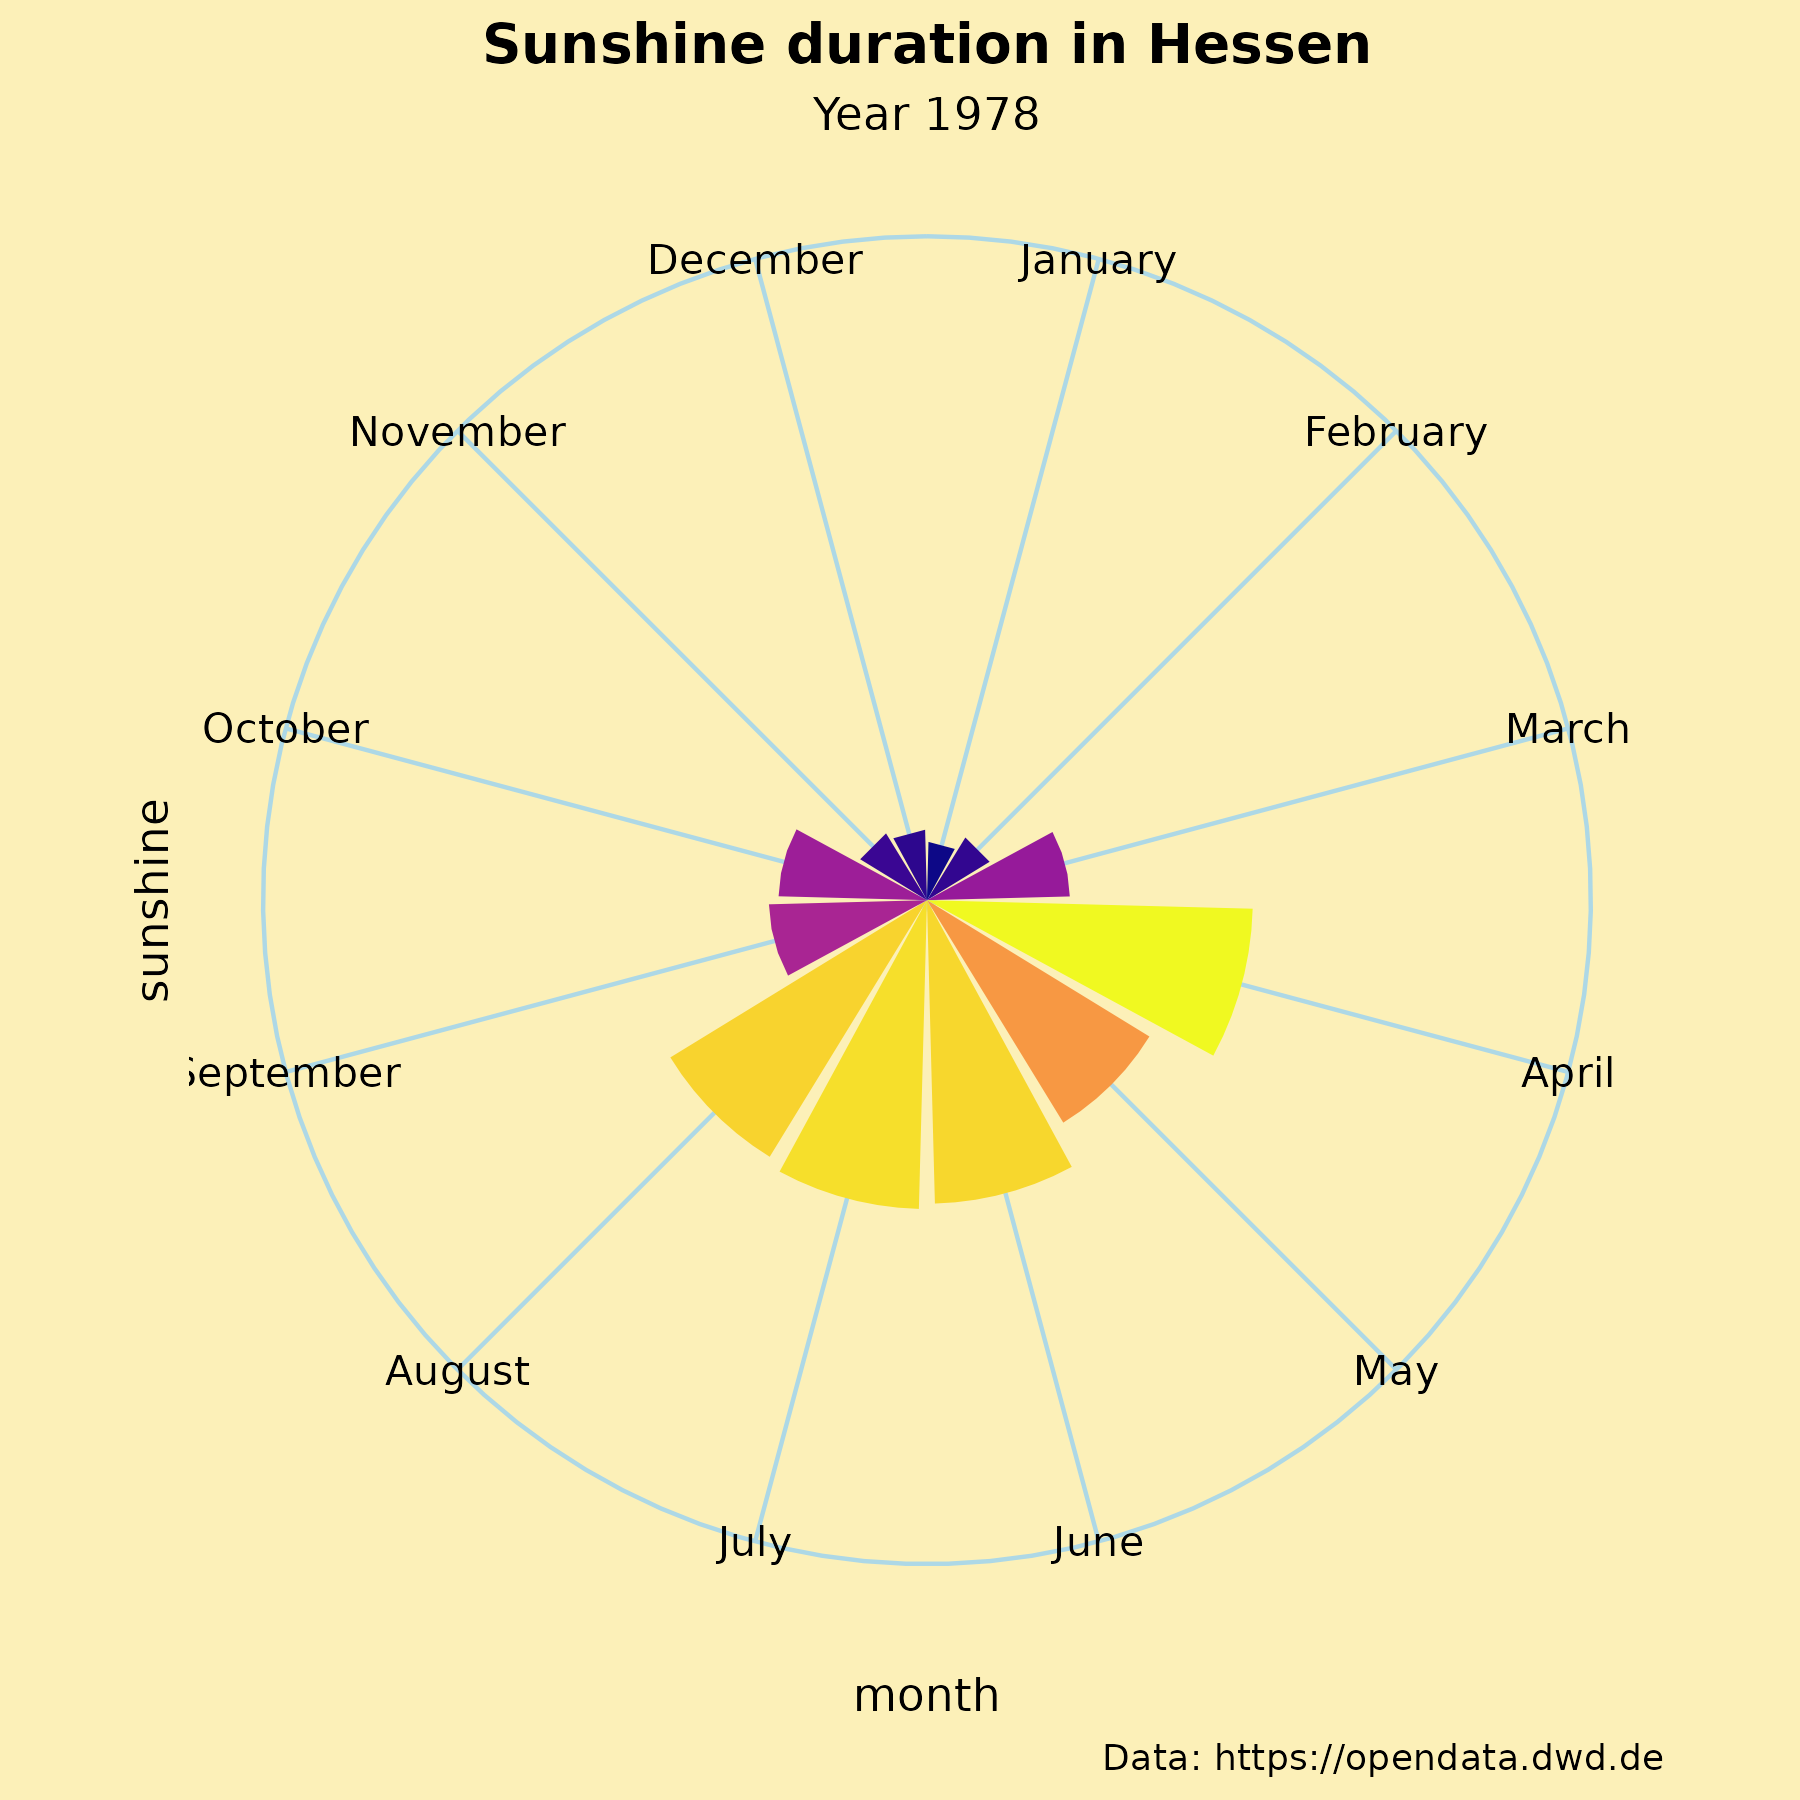 Sunshine duration in Hessen
Year 1978
December
January
November
February
October
March
sunshine
September
April
August
May
July
June
month
Data: https://opendata.dwd.de